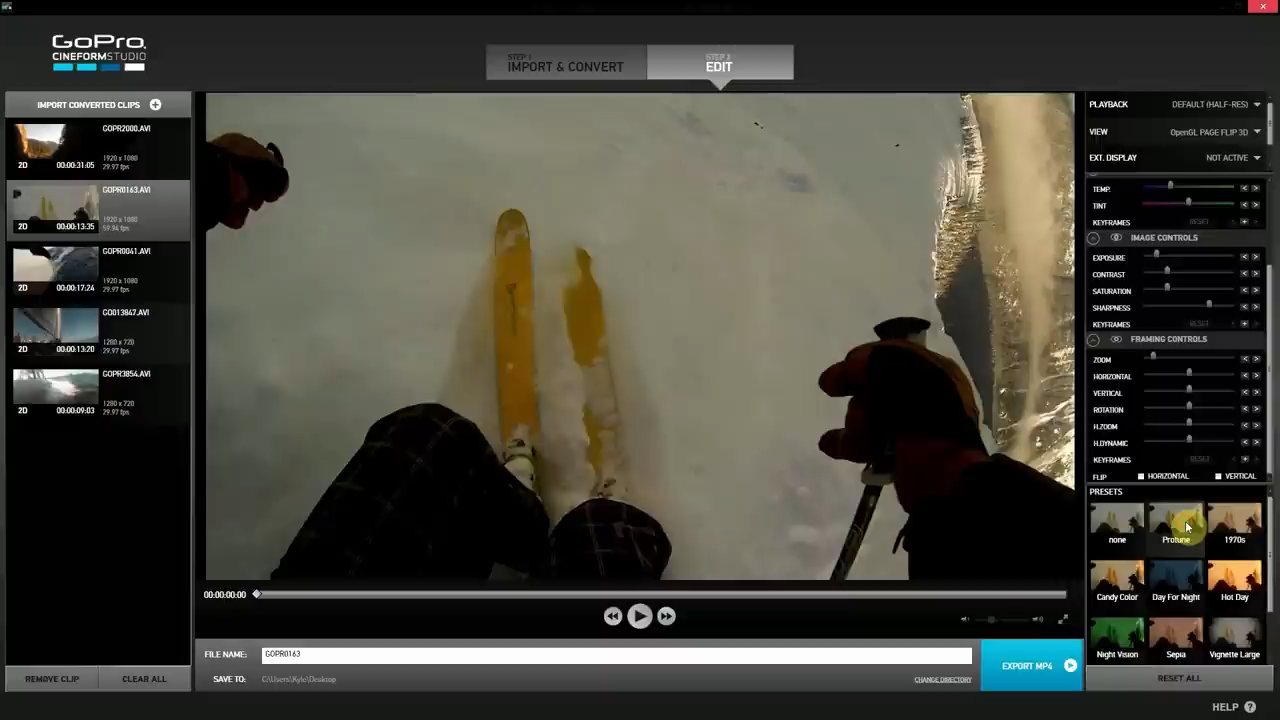 GoPro
CINEFORMSTUDIO
STEP 1
IMPORT & CONVERT
STEP 2
EDIT
IMPORT CONVERTED CLIPS
GOPR2000.AVI
1920 x 1080
29.97 fps
2D 00:00:31:05
GOPR0163.AVI
1920 x 1080
59.94 fps
2D 00:00:13:35
GOPR0041.AVI
1920 x 1080
29.97 fps
2D 00:00:17:24
GO013847.AVI
1280 x 720
29.97 fps
2D 00:00:13:20
GOPR3854.AVI
1280 x 720
29.97 fps
2D 00:00:09:03
REMOVE CLIP CLEAR ALL
00:00:00:00
FILE NAME: GOPR0163
SAVE TO: C:\Users\Kyle\Desktop
CHANGE DIRECTORY
EXPORT MP4
PLAYBACK DEFAULT (HALF-RES)
VIEW OpenGL PAGE FLIP 3D
EXT. DISPLAY NOT ACTIVE
TEMP.
TINT
KEYFRAMES RESET
IMAGE CONTROLS
EXPOSURE
CONTRAST
SATURATION
SHARPNESS
KEYFRAMES RESET
FRAMING CONTROLS
ZOOM
HORIZONTAL
VERTICAL
ROTATION
H.ZOOM
H.DYNAMIC
KEYFRAMES RESET
FLIP HORIZONTAL VERTICAL
PRESETS
none Protune 1970s
Candy Color Day For Night Hot Day
Night Vision Sepia Vignette Large
RESET ALL
HELP ?